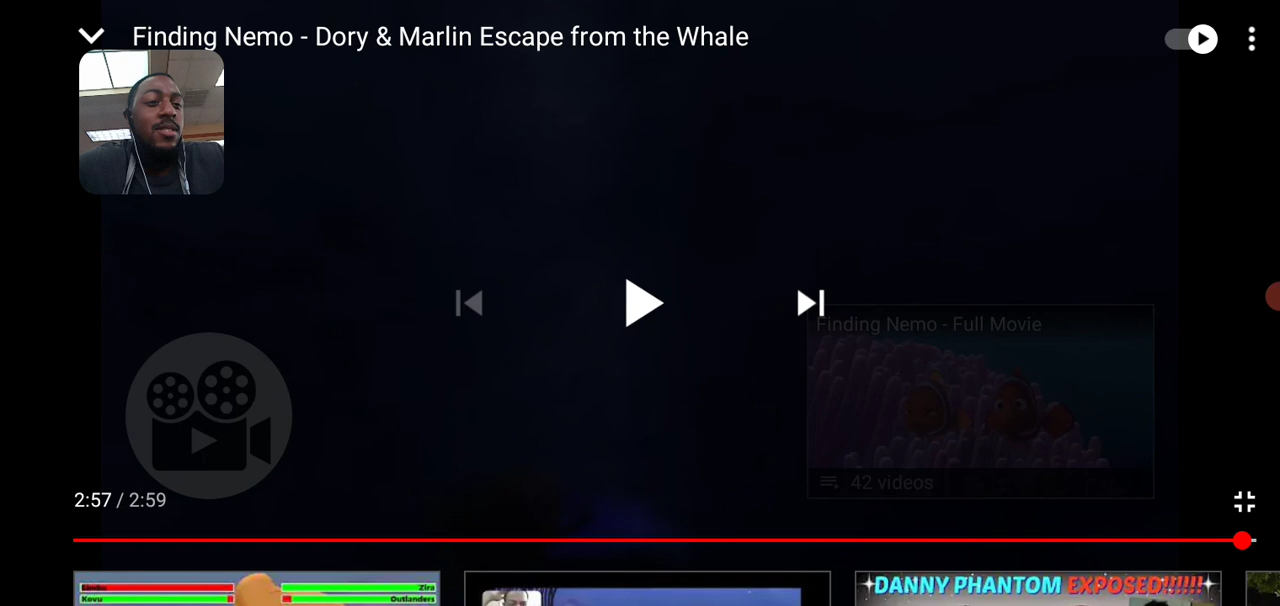 Finding Nemo - Dory & Marlin Escape from the Whale
Finding Nemo - Full Movie
42 videos
2:57 / 2:59
Simba
Zira
Kovu
Outlanders
DANNY PHANTOM EXPOSED!!!!!!